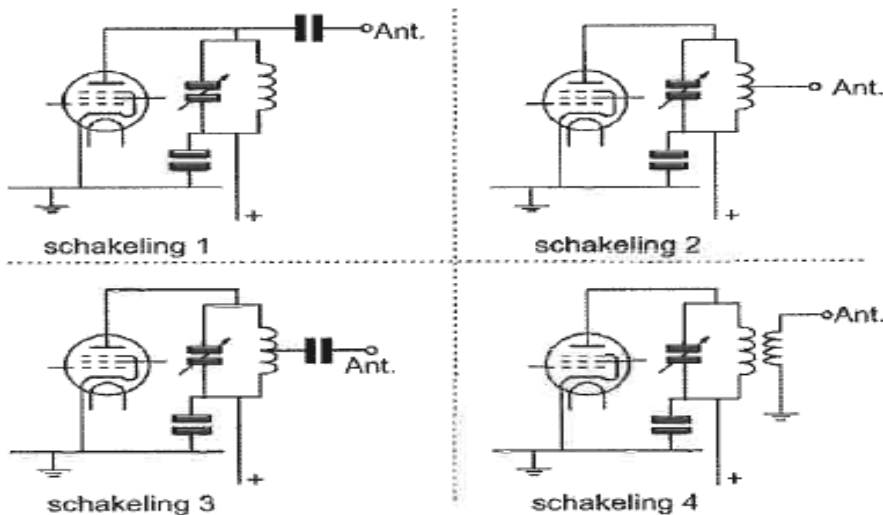 Ant.
+
schakeling 1
Ant.
+
schakeling 2
Ant.
+
schakeling 3
Ant.
+
schakeling 4